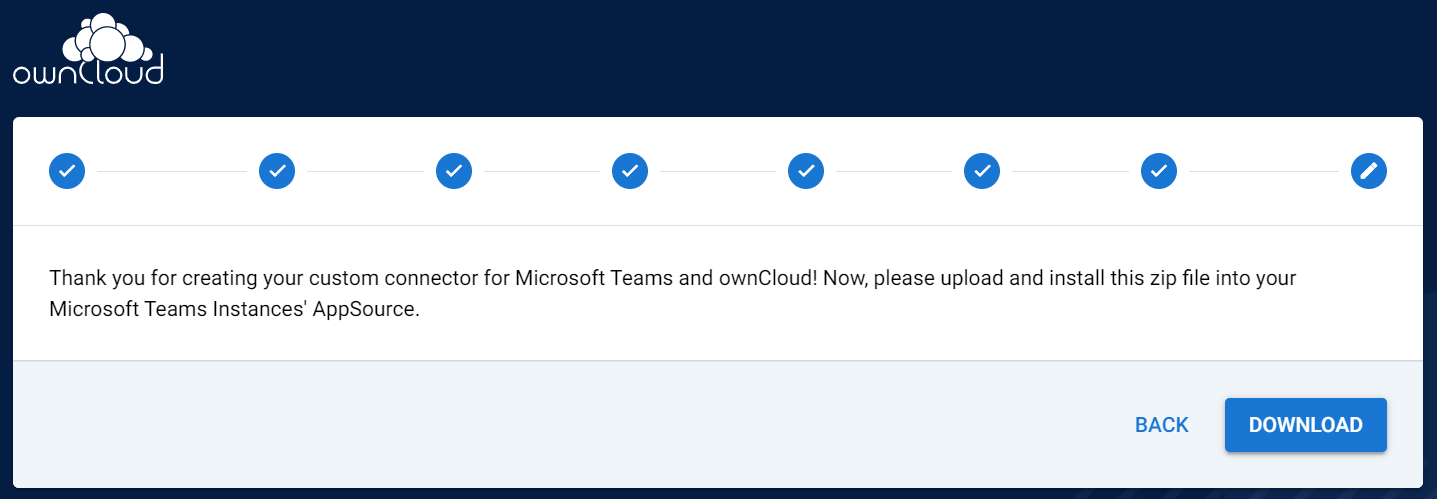 ownCloud
Thank you for creating your custom connector for Microsoft Teams and ownCloud! Now, please upload and install this zip file into your
Microsoft Teams Instances' AppSource.
BACK
DOWNLOAD